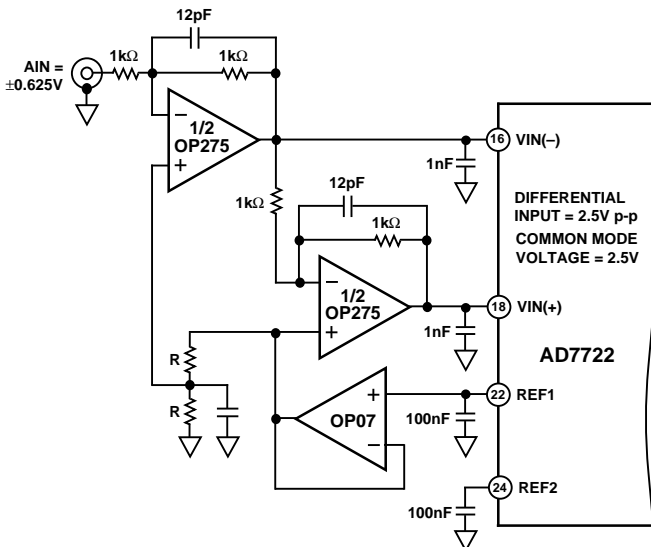 12pF
AIN =
±0.625V
1kΩ
1kΩ
–
1/2
OP275
+
16
VIN(–)
1nF
1kΩ
12pF
1kΩ
DIFFERENTIAL
INPUT = 2.5V p-p
COMMON MODE
VOLTAGE = 2.5V
–
1/2
OP275
+
18
VIN(+)
1nF
AD7722
R
R
+
OP07
–
22
REF1
100nF
24
REF2
100nF